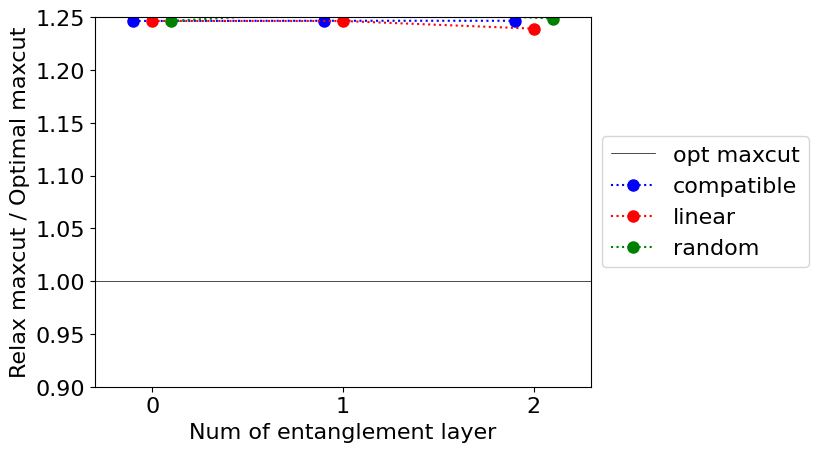 Relax maxcut / Optimal maxcut
1.25
1.20
1.15
1.10
1.05
1.00
0.95
0.90
0 1 2
Num of entanglement layer
opt maxcut
compatible
linear
random